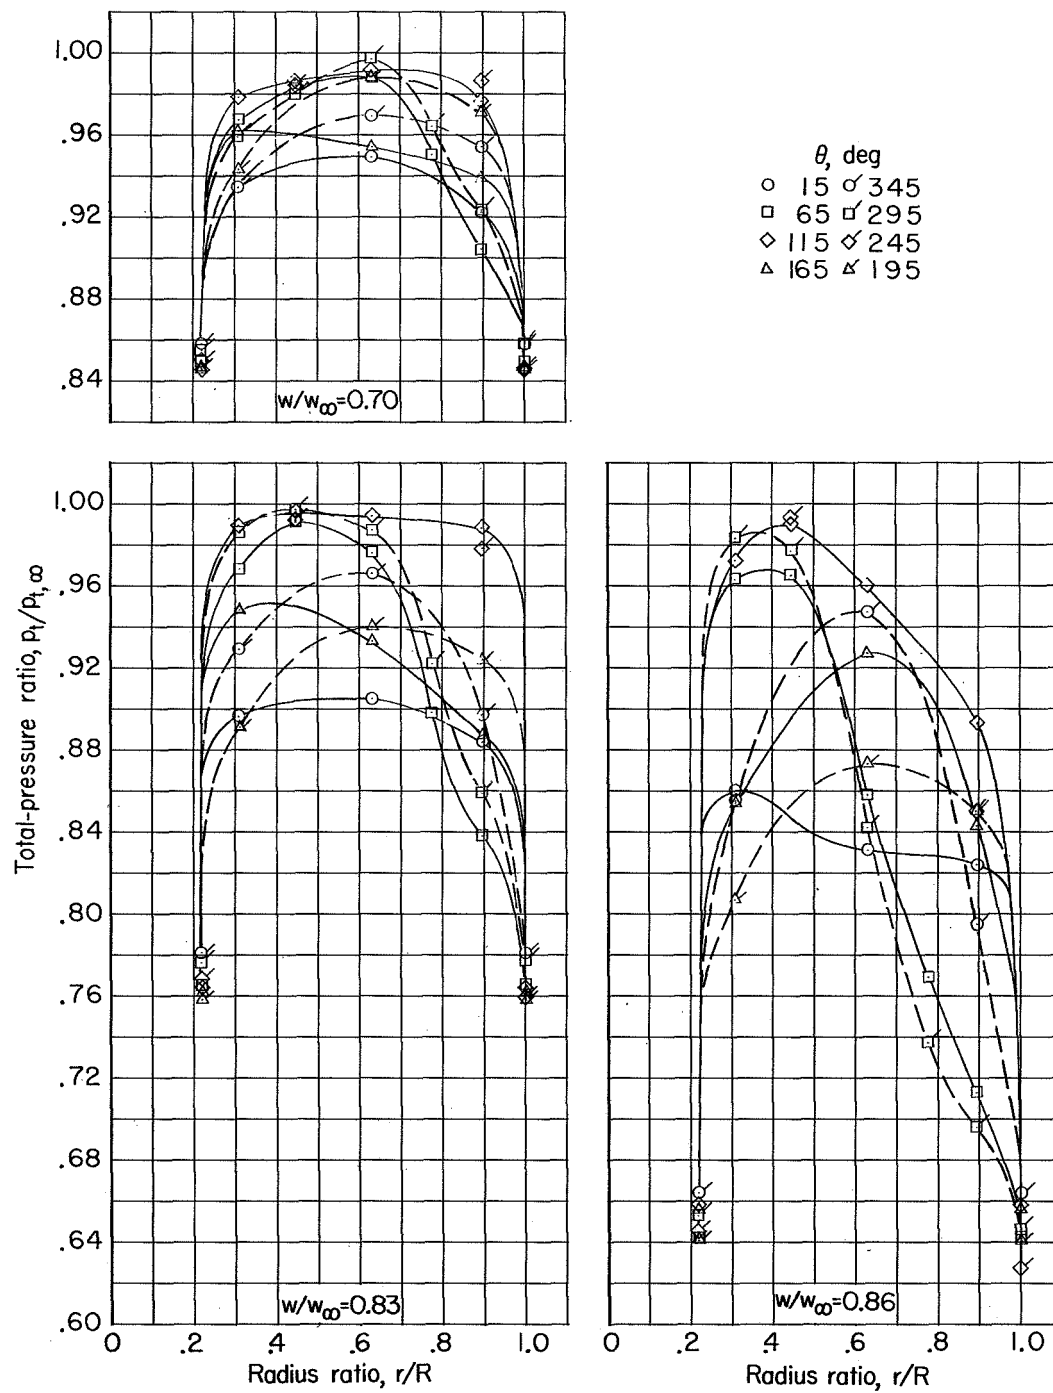 1.00
.96
.92
.88
.84
w/w∞=0.70
θ, deg
15 345
65 295
115 245
165 195
Total-pressure ratio, pt/pt,∞
1.00
.96
.92
.88
.84
.80
.76
.72
.68
.64
.60
w/w∞=0.83
w/w∞=0.86
0 .2 .4 .6 .8 1.0
0 .2 .4 .6 .8 1.0
Radius ratio, r/R
Radius ratio, r/R